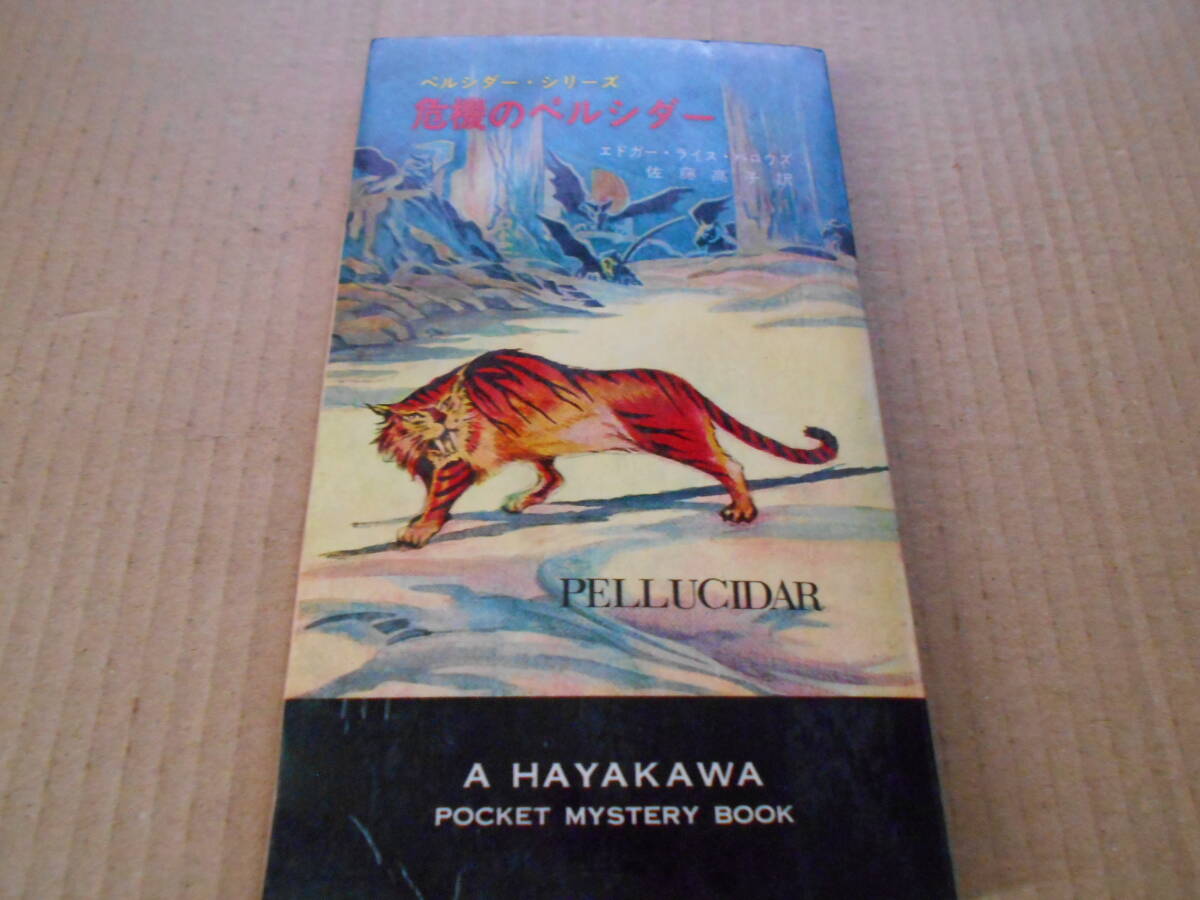 ペルシダー・シリーズ
危機のペルシダー
エドガー・ライス・バロウズ
佐藤高子訳
PELLUCIDAR
A HAYAKAWA
POCKET MYSTERY BOOK